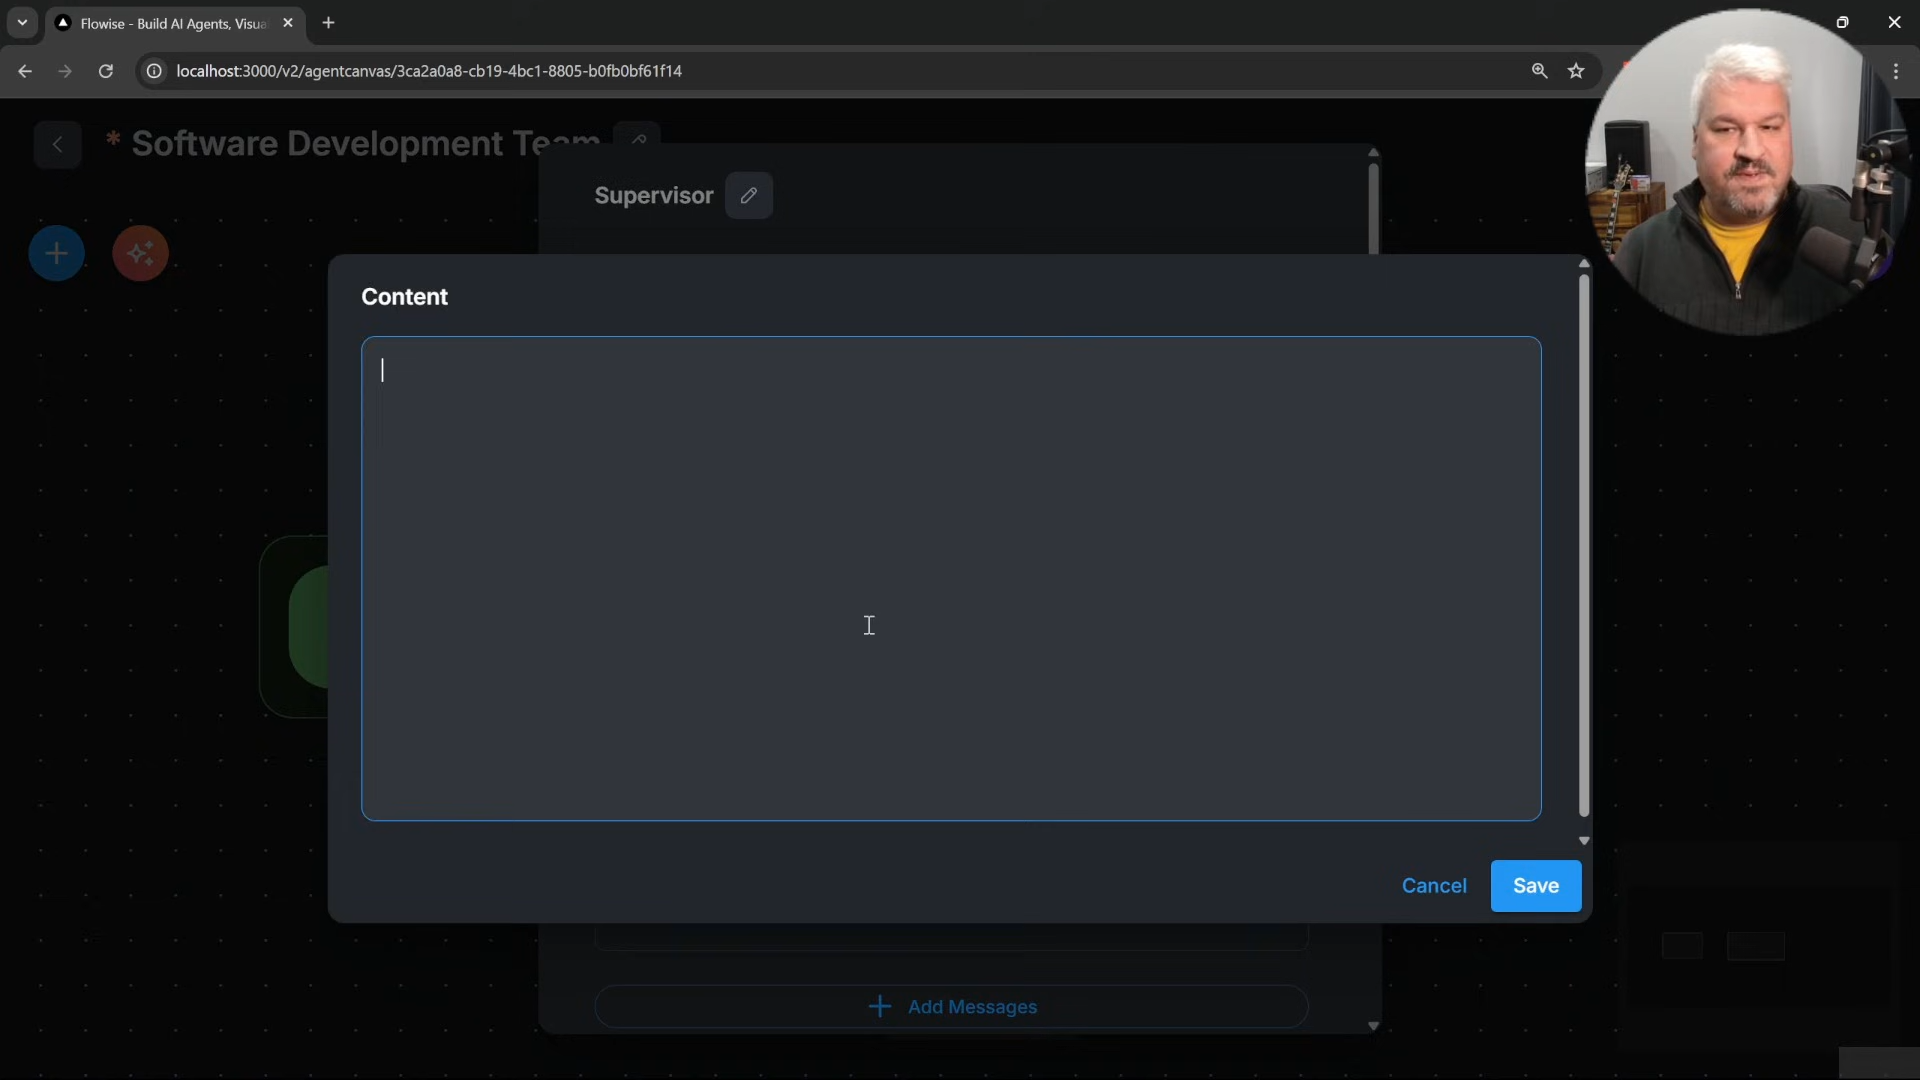 Flowise - Build AI Agents, Visua
localhost:3000/v2/agentcanvas/3ca2a0a8-cb19-4bc1-8805-b0fb0bf61f14
* Software Development Team
Supervisor
Content
Cancel
Save
Add Messages